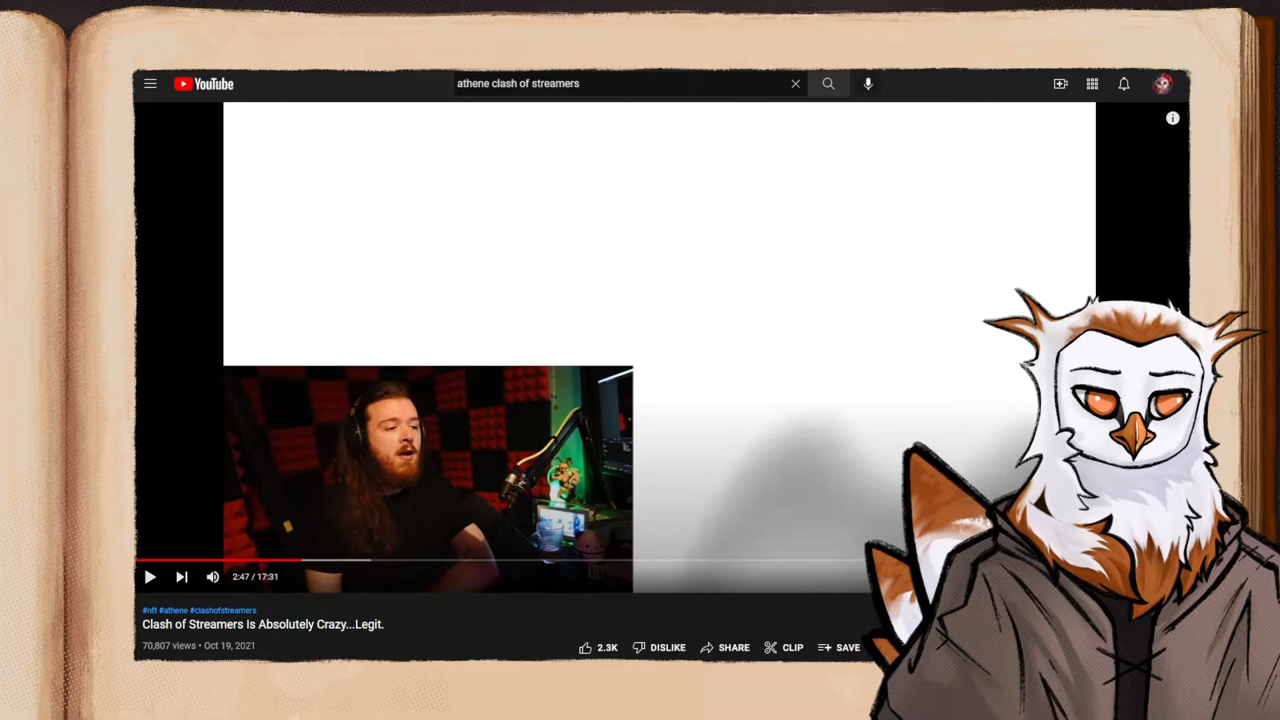 YouTube
athene clash of streamers
2:47 / 17:31
#nft #athene #clashofstreamers
Clash of Streamers Is Absolutely Crazy...Legit.
70,807 views • Oct 19, 2021
2.3K DISLIKE SHARE CLIP SAVE